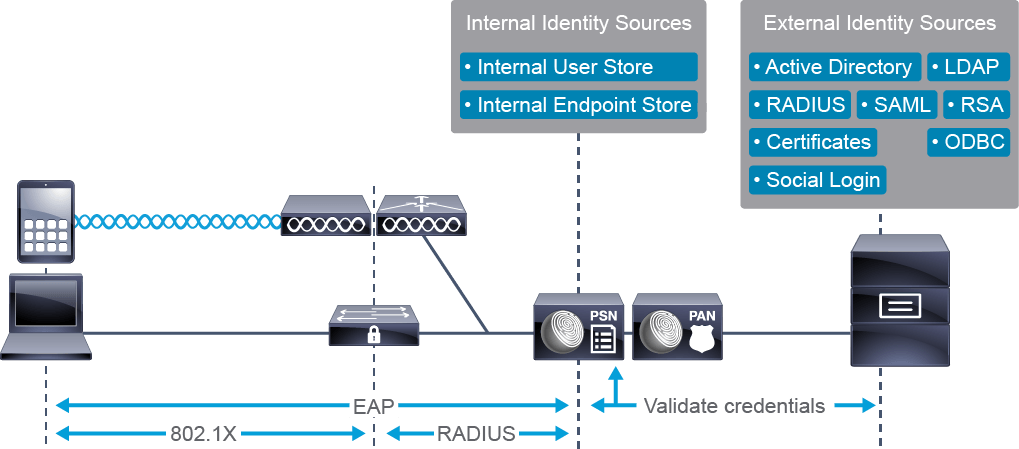 Internal Identity Sources
• Internal User Store
• Internal Endpoint Store
External Identity Sources
• Active Directory • LDAP
• RADIUS • SAML • RSA
• Certificates • ODBC
• Social Login
PSN PAN
EAP
Validate credentials
802.1X
RADIUS